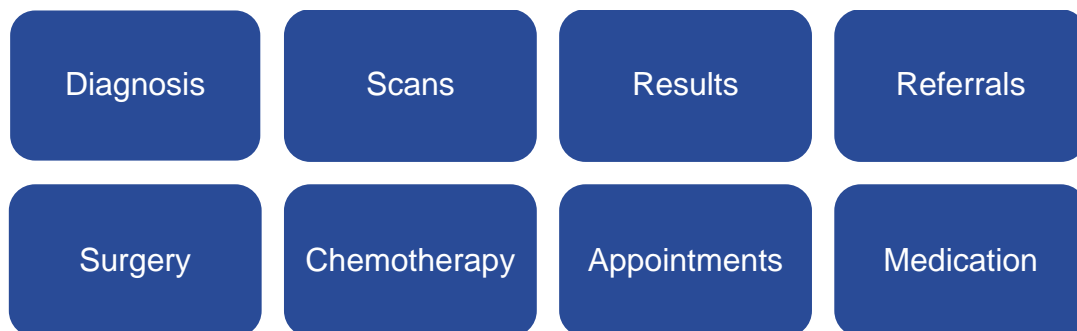 Diagnosis Scans Results Referrals
Surgery Chemotherapy Appointments Medication